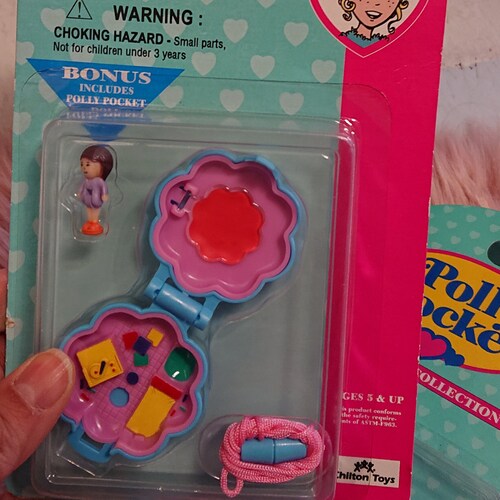 ⚠ WARNING :
CHOKING HAZARD - Small parts,
Not for children under 3 years
BONUS
INCLUDES
POLLY POCKET
AGES 5 & UP
product conforms
the safety require-
of ASTM-F963.
Chilton Toys
Polly
Pocket
COLLECTION